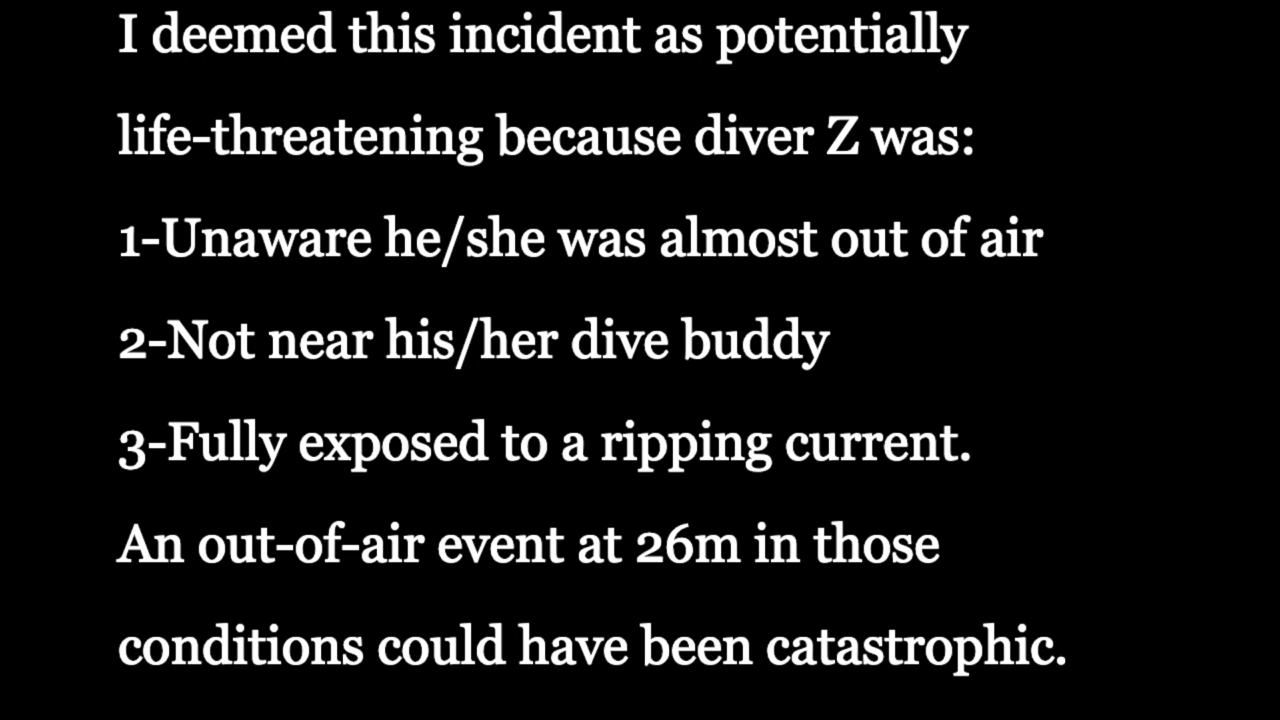 I deemed this incident as potentially
life-threatening because diver Z was:
1-Unaware he/she was almost out of air
2-Not near his/her dive buddy
3-Fully exposed to a ripping current.
An out-of-air event at 26m in those
conditions could have been catastrophic.